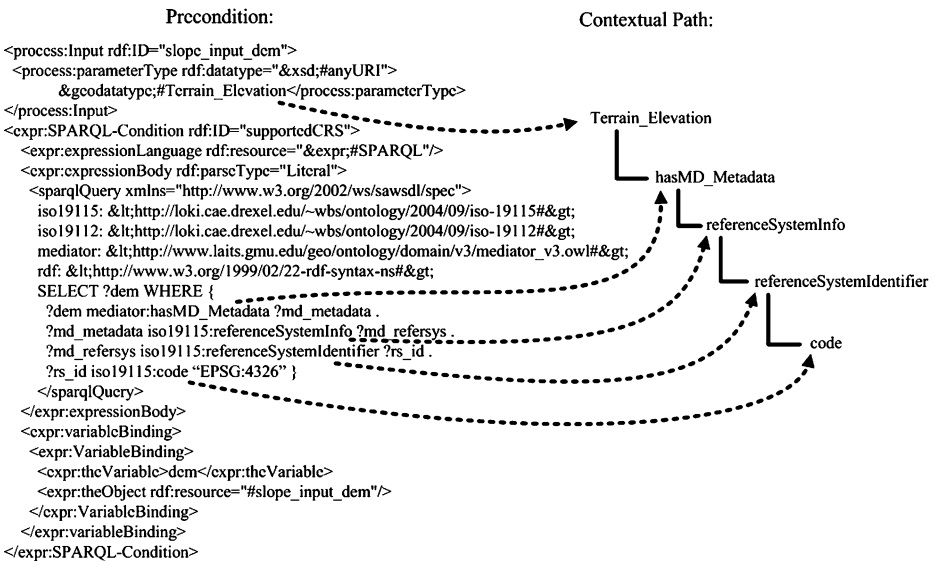 Precondition:
<process:Input rdf:ID="slope_input_dem">
<process:parameterType rdf:datatype="&xsd;#anyURI">
&geodatatype;#Terrain_Elevation</process:parameterType>
</process:Input>
<expr:SPARQL-Condition rdf:ID="supportedCRS">
<expr:expressionLanguage rdf:resource="&expr;#SPARQL"/>
<expr:expressionBody rdf:parseType="Literal">
<sparqlQuery xmlns="http://www.w3.org/2002/ws/sawsdl/spec">
iso19115: &lt;http://loki.cae.drexel.edu/~wbs/ontology/2004/09/iso-19115#&gt;
iso19112: &lt;http://loki.cae.drexel.edu/~wbs/ontology/2004/09/iso-19112#&gt;
mediator: &lt;http://www.laits.gmu.edu/geo/ontology/domain/v3/mediator_v3.owl#&gt;
rdf: &lt;http://www.w3.org/1999/02/22-rdf-syntax-ns#&gt;
SELECT ?dem WHERE {
?dem mediator:hasMD_Metadata ?md_metadata .
?md_metadata iso19115:referenceSystemInfo ?md_refersys .
?md_refersys iso19115:referenceSystemIdentifier ?rs_id .
?rs_id iso19115:code “EPSG:4326” }
</sparqlQuery>
</expr:expressionBody>
<expr:variableBinding>
<expr:VariableBinding>
<expr:theVariable>dem</expr:theVariable>
<expr:theObject rdf:resource="#slope_input_dem"/>
</expr:VariableBinding>
</expr:variableBinding>
</expr:SPARQL-Condition>
Contextual Path:
Terrain_Elevation
hasMD_Metadata
referenceSystemInfo
referenceSystemIdentifier
code